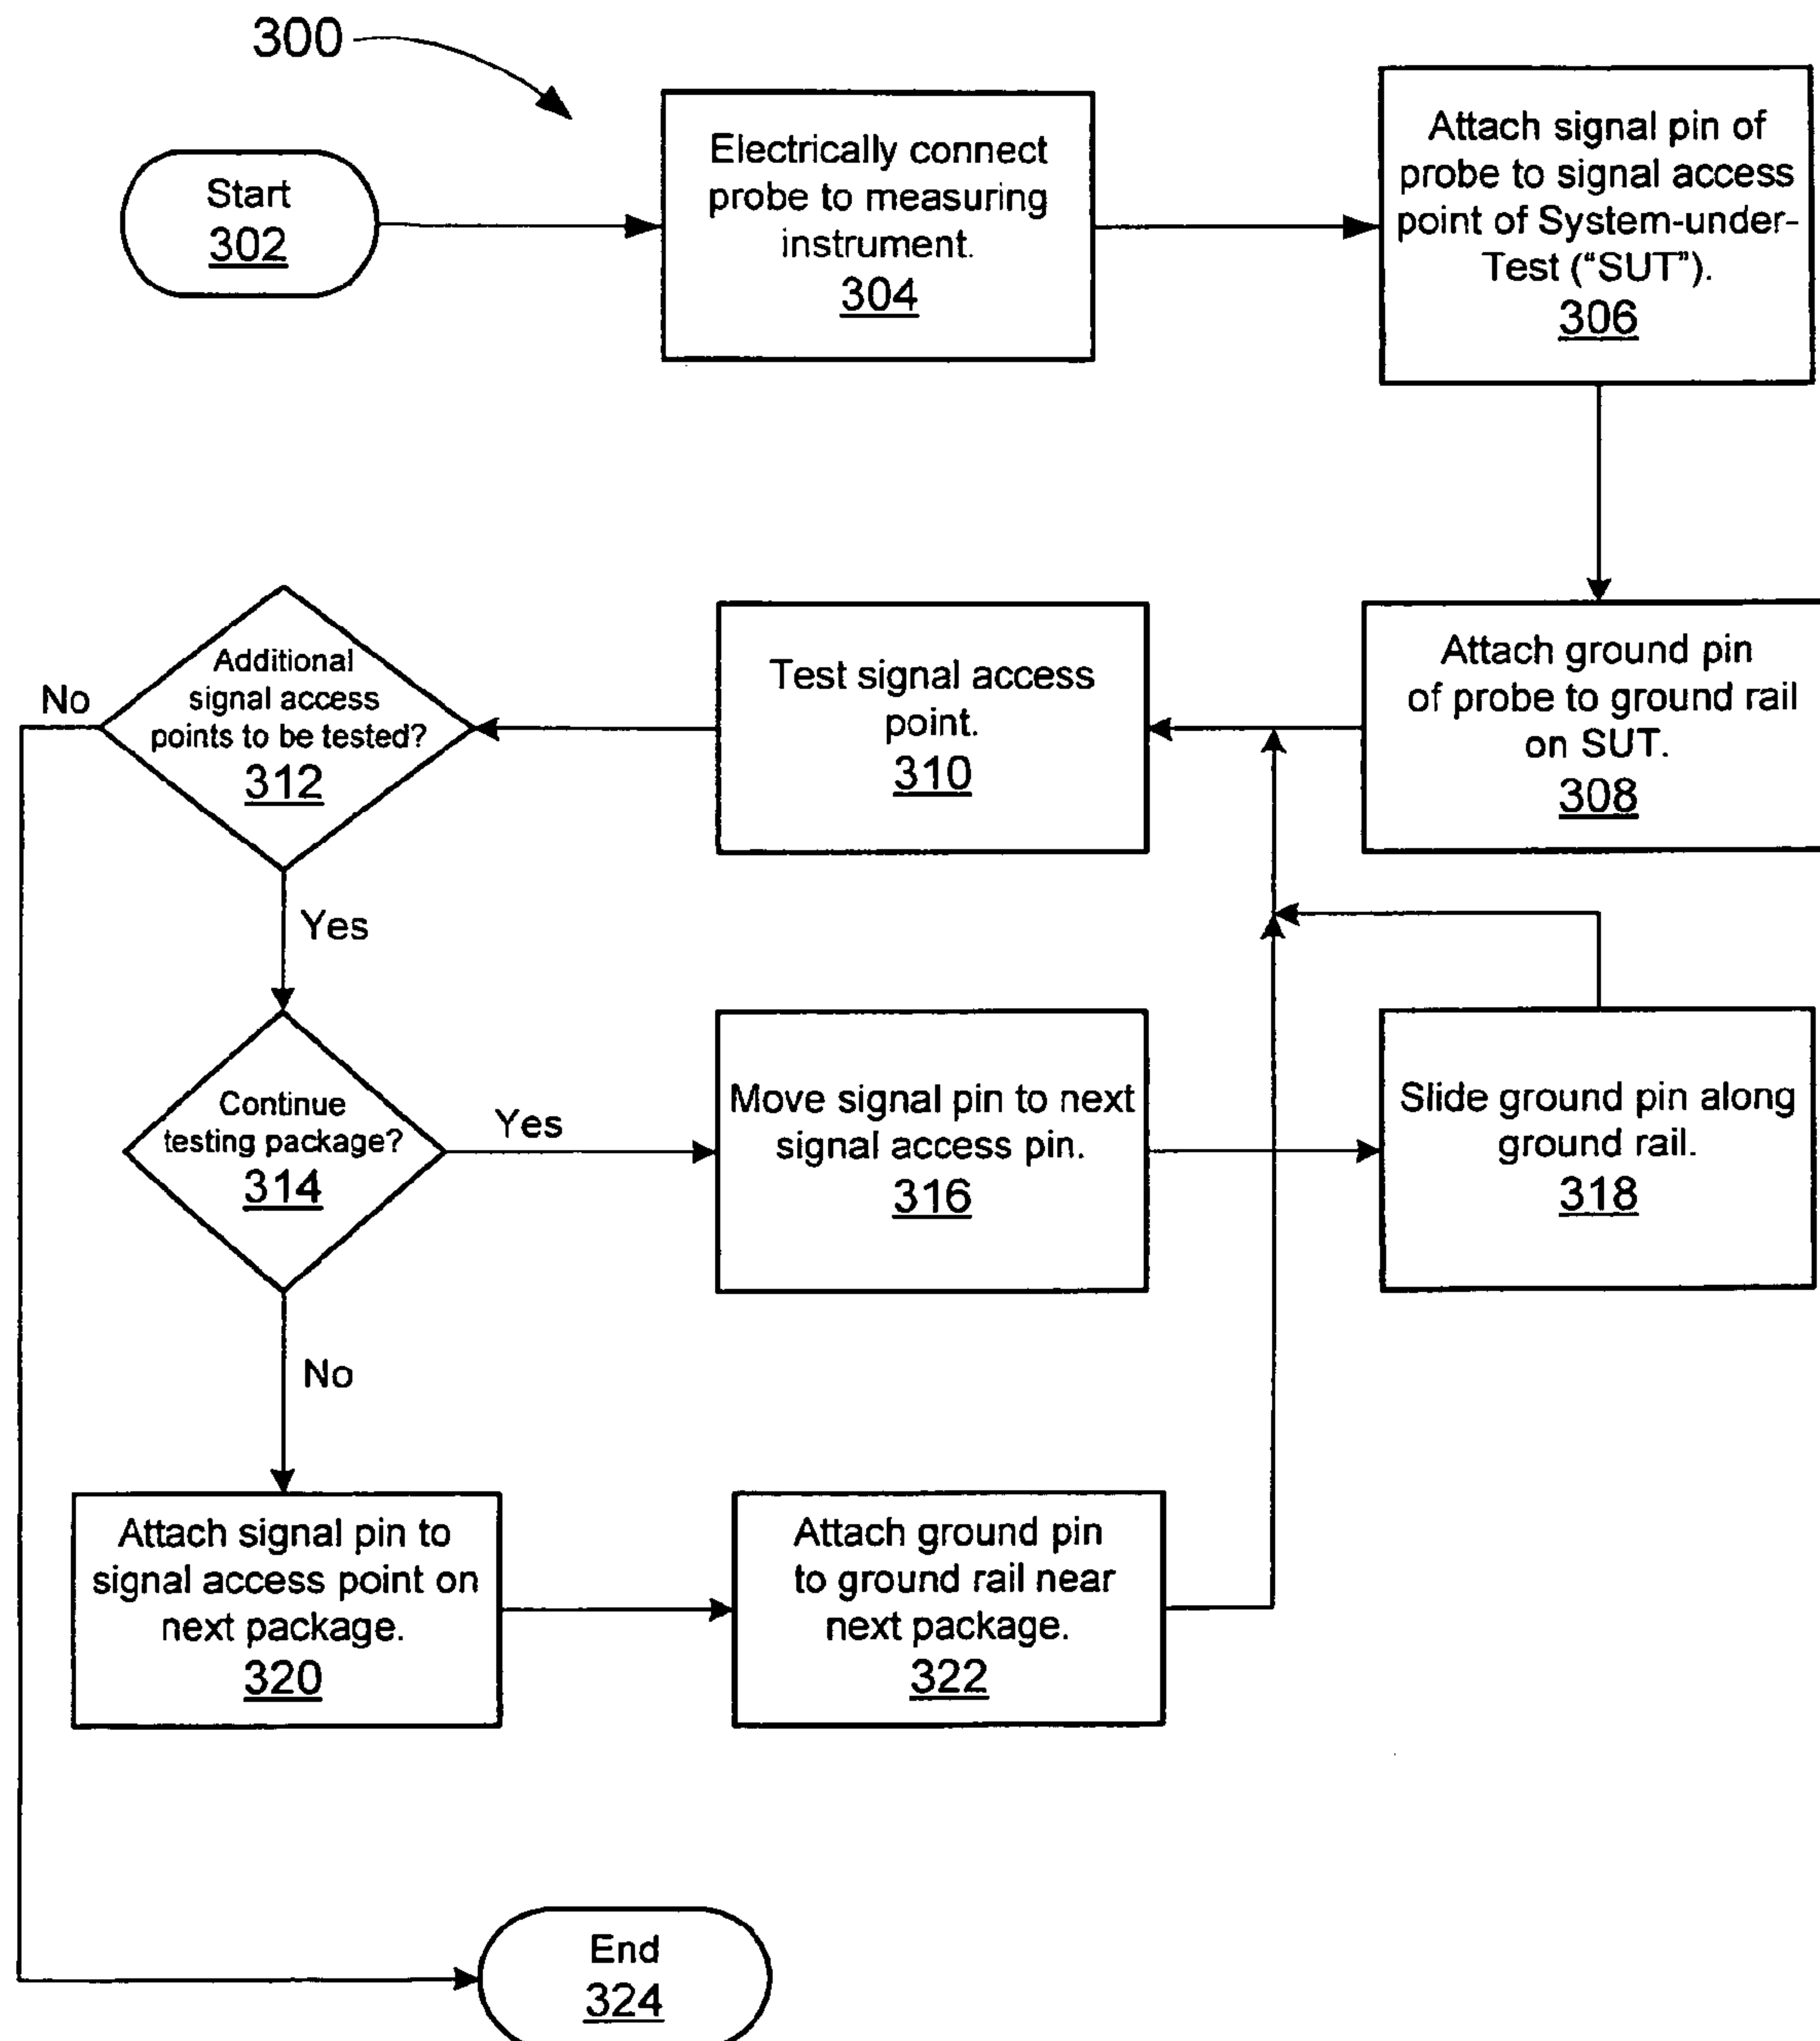 300
Start
302
Electrically connect
probe to measuring
instrument.
304
Attach signal pin of
probe to signal access
point of System-under-
Test (“SUT”).
306
Attach ground pin
of probe to ground rail
on SUT.
308
Test signal access
point.
310
Additional
signal access
points to be tested?
312
No
Yes
Continue
testing package?
314
Yes
Move signal pin to next
signal access pin.
316
Slide ground pin along
ground rail.
318
No
Attach signal pin to
signal access point on
next package.
320
Attach ground pin
to ground rail near
next package.
322
End
324